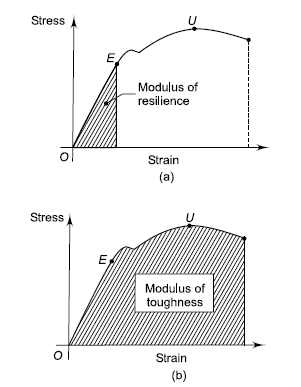 Stress
U
E
Modulus of
resilience
O
Strain
(a)
Stress
U
E
Modulus of
toughness
O
Strain
(b)